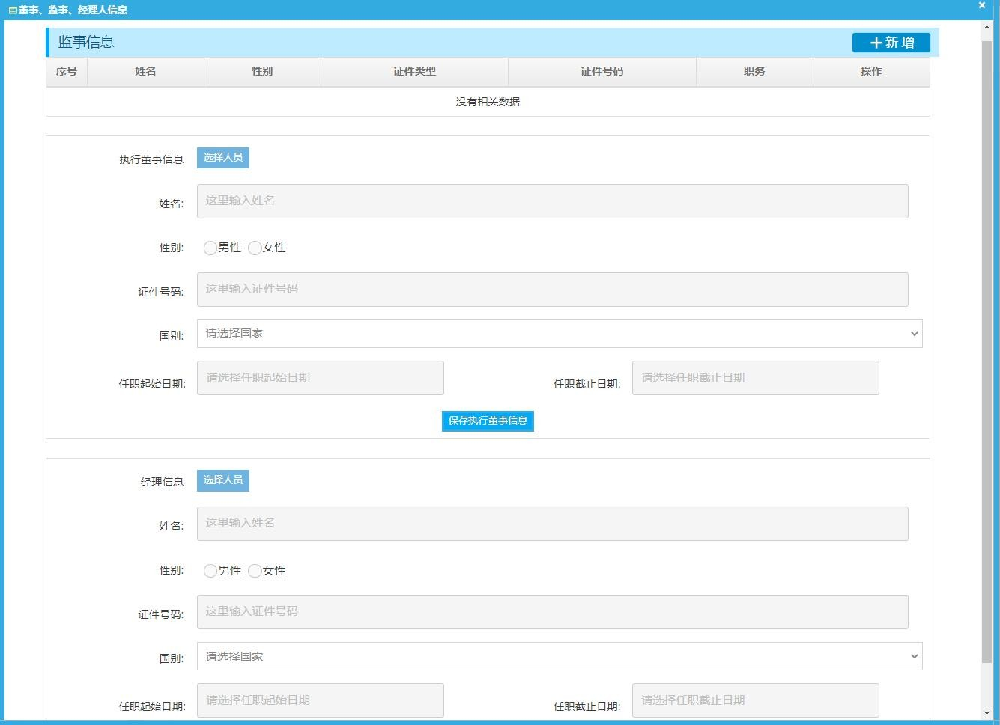 董事、监事、经理人信息
监事信息
新 增
序号 姓名 性别 证件类型 证件号码 职务 操作
没有相关数据
执行董事信息 选择人员
姓名: 这里输入姓名
性别: 男性 女性
证件号码: 这里输入证件号码
国别: 请选择国家
任职起始日期: 请选择任职起始日期 任职截止日期: 请选择任职截止日期
保存执行董事信息
经理信息 选择人员
姓名: 这里输入姓名
性别: 男性 女性
证件号码: 这里输入证件号码
国别: 请选择国家
任职起始日期: 请选择任职起始日期 任职截止日期: 请选择任职截止日期